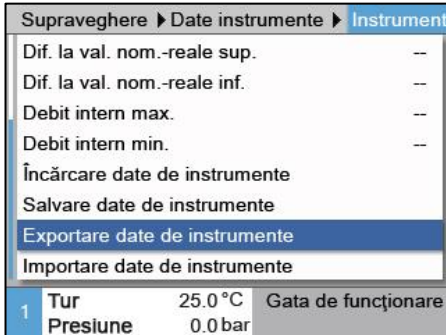 Supraveghere ▶ Date instrumente ▶ Instrument
Dif. la val. nom.-reale sup. --
Dif. la val. nom.-reale inf. --
Debit intern max. --
Debit intern min. --
Încărcare date de instrumente
Salvare date de instrumente
Exportare date de instrumente
Importare date de instrumente
1 Tur 25.0 °C Gata de funcţionare
Presiune 0.0 bar